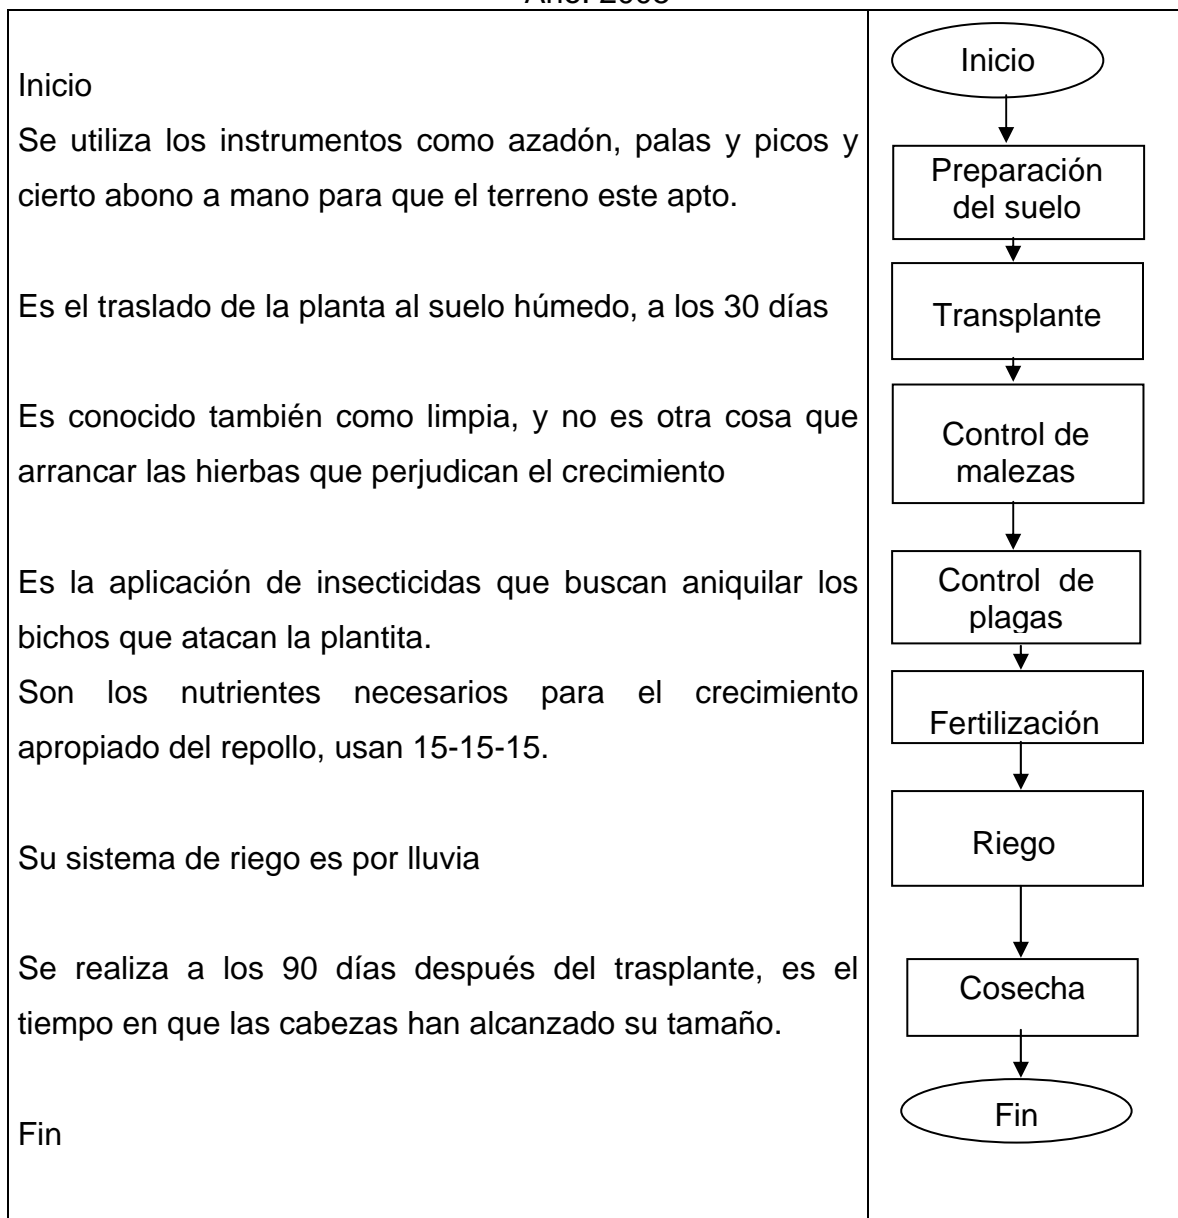 Inicio
Se utiliza los instrumentos como azadón, palas y picos y
cierto abono a mano para que el terreno este apto.
Es el traslado de la planta al suelo húmedo, a los 30 días
Es conocido también como limpia, y no es otra cosa que
arrancar las hierbas que perjudican el crecimiento
Es la aplicación de insecticidas que buscan aniquilar los
bichos que atacan la plantita.
Son los nutrientes necesarios para el crecimiento
apropiado del repollo, usan 15-15-15.
Su sistema de riego es por lluvia
Se realiza a los 90 días después del trasplante, es el
tiempo en que las cabezas han alcanzado su tamaño.
Fin
Inicio
Preparación
del suelo
Transplante
Control de
malezas
Control de
plagas
Fertilización
Riego
Cosecha
Fin